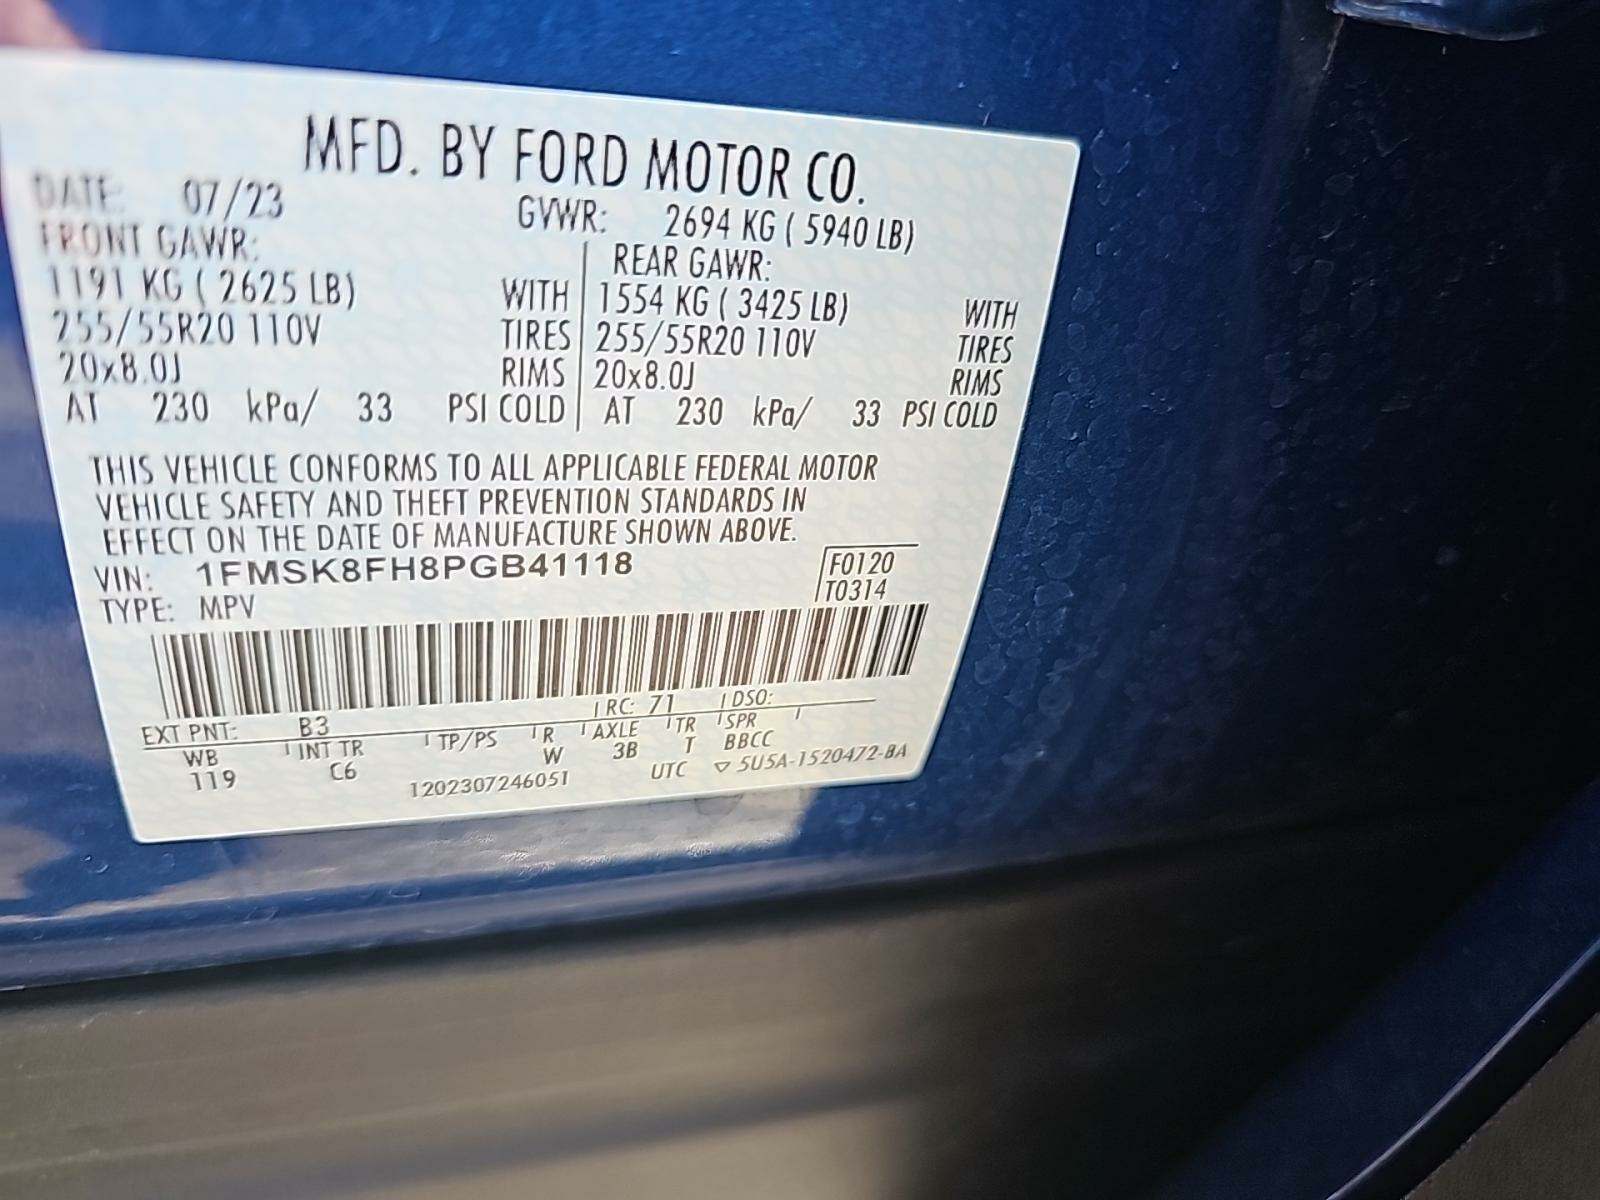 MFD. BY FORD MOTOR CO.
DATE: 07/23 GVWR: 2694 KG ( 5940 LB)
FRONT GAWR: REAR GAWR:
1191 KG ( 2625 LB) WITH 1554 KG ( 3425 LB) WITH
255/55R20 110V TIRES 255/55R20 110V TIRES
20x8.0J RIMS 20x8.0J RIMS
AT 230 kPa/ 33 PSI COLD AT 230 kPa/ 33 PSI COLD
THIS VEHICLE CONFORMS TO ALL APPLICABLE FEDERAL MOTOR
VEHICLE SAFETY AND THEFT PREVENTION STANDARDS IN
EFFECT ON THE DATE OF MANUFACTURE SHOWN ABOVE.
VIN: 1FMSK8FH8PGB41118 F0120
TYPE: MPV T0314
EXT PNT: B3 RC: 71 DSO:
WB INT TR TP/PS R AXLE TR SPR
119 C6 W 3B T BBCC
1202307246051 UTC ▽ 5U5A-1520472-BA